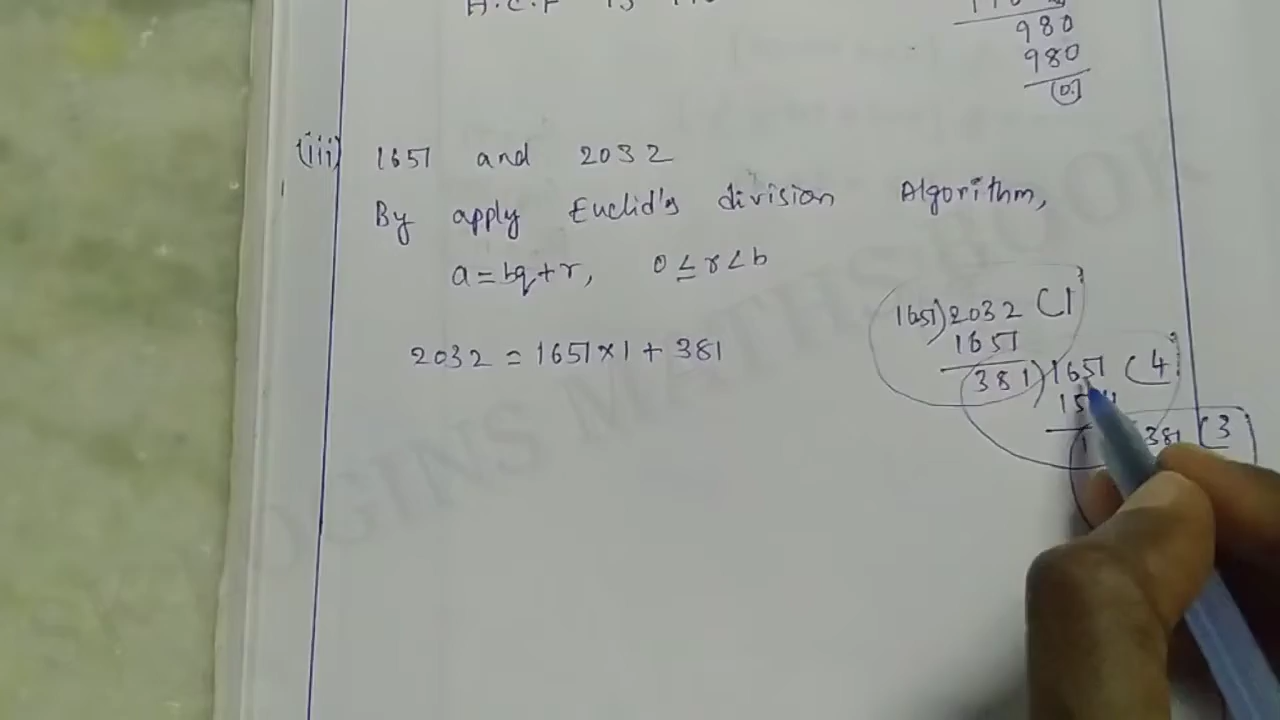 H.C.F is
980
980
0
(iii) 1651 and 2032
By apply Euclid's division Algorithm,
a = bq + r, 0 ≤ r < b
1651) 2032 (1
1651
2032 = 1651 × 1 + 381
381) 1651 (4
381 (3